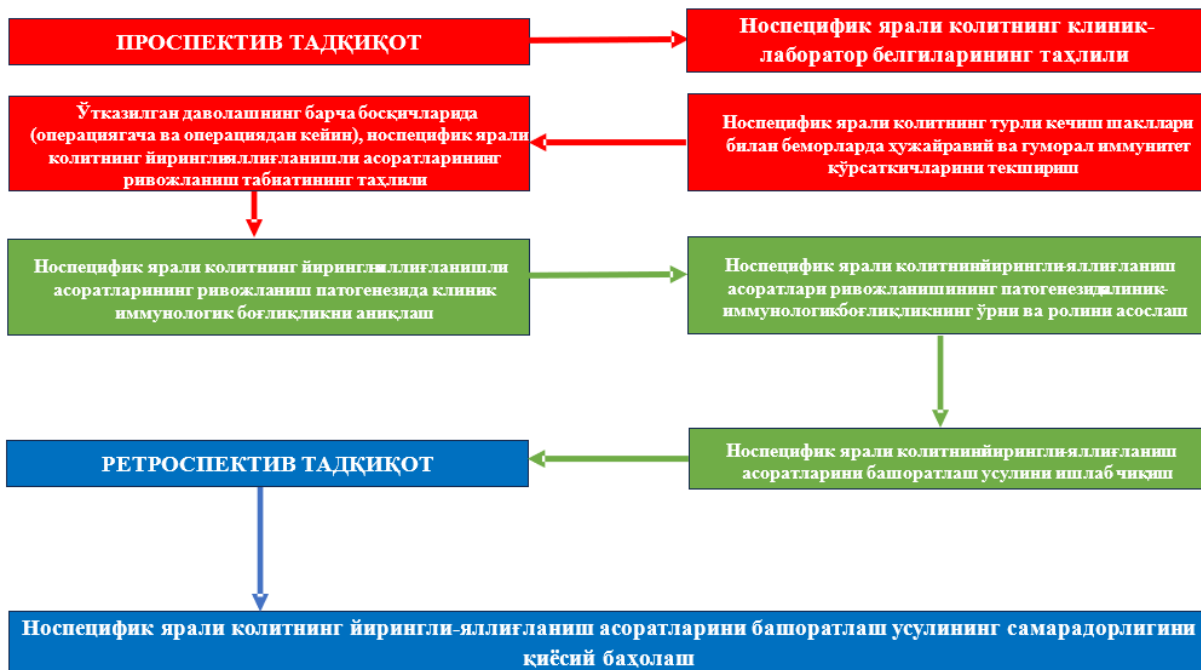 ПРОСПЕКТИВ ТАДҚИҚОТ
Носпецифик ярали колитнинг клиник-
лаборатор белгиларининг таҳлили
Ўтказилган даволашнинг барча босқичларида
(операциягача ва операциядан кейин), носпецифик ярали
колитнинг йирингли-яллиғланишли асоратларининг
ривожланиш табиатининг таҳлили
Носпецифик ярали колитнинг турли кечиш шакллари
билан беморларда ҳужайравий ва гуморал иммунитет
кўрсаткичларини текшириш
Носпецифик ярали колитнинг йирингли-яллиғланишли
асоратларининг ривожланиш патогенезида клиник
иммунологик боғлиқликни аниқлаш
Носпецифик ярали колитнинг йирингли-яллиғланиш
асоратлари ривожланишининг патогенезида клиник-
иммунологик боғлиқликнинг ўрни ва ролини асослаш
РЕТРОСПЕКТИВ ТАДҚИҚОТ
Носпецифик ярали колитнинг йирингли-яллиғланиш
асоратларини башоратлаш усулини ишлаб чиқиш
Носпецифик ярали колитнинг йирингли-яллиғланиш асоратларини башоратлаш усулининг самарадорлигини
қиёсий баҳолаш